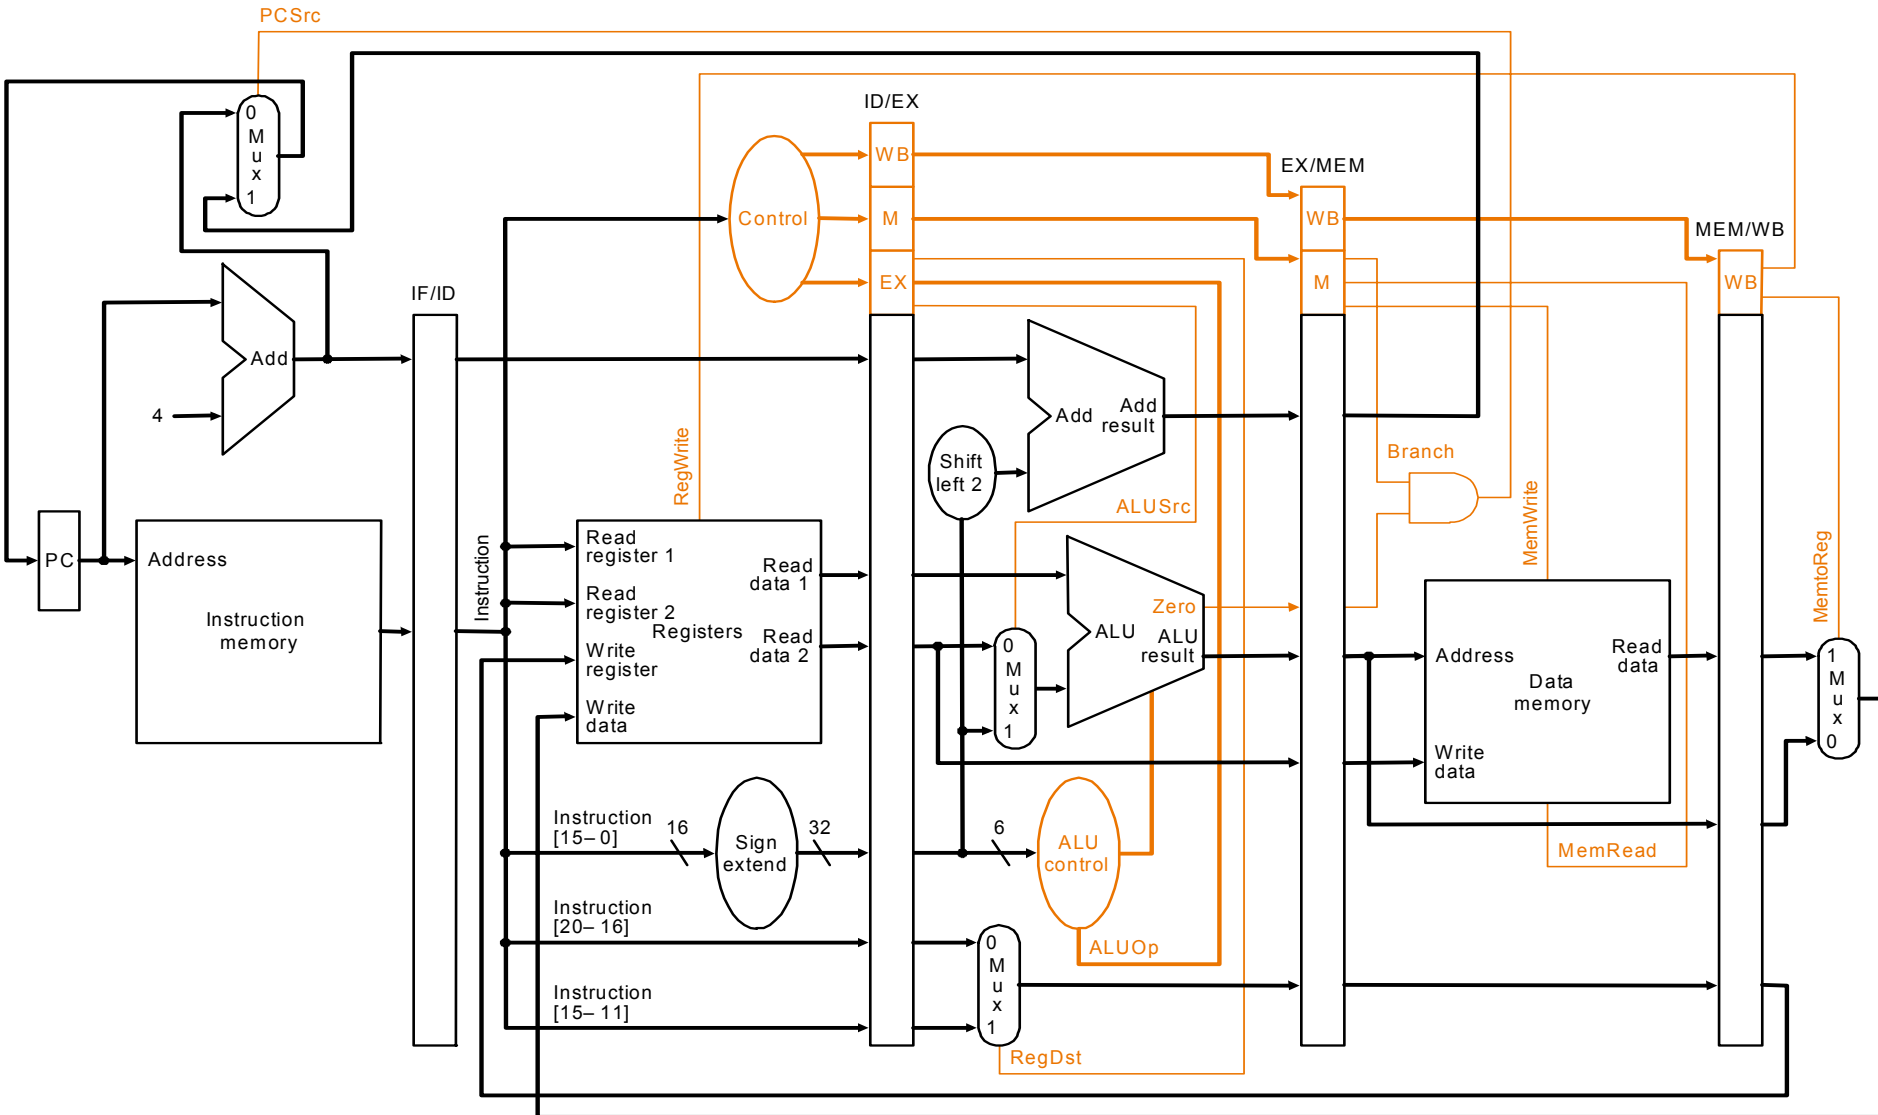 PCSrc
ID/EX
0
M
u
x
1
WB
EX/MEM
Control
M
WB
MEM/WB
IF/ID
EX
M
WB
Add
4
Add
Add
result
Shift
left 2
Branch
RegWrite
ALUSrc
MemWrite
PC
Address
Instruction
memory
Instruction
Read
register 1
Read
register 2
Registers
Write
register
Write
data
Read
data 1
Read
data 2
0
M
u
x
1
Zero
ALU
ALU
result
Address
Read
data
Data
memory
Write
data
MemtoReg
1
M
u
x
0
Instruction
[15– 0]
16
Sign
extend
32
6
ALU
control
MemRead
Instruction
[20– 16]
0
M
u
x
1
ALUOp
Instruction
[15– 11]
RegDst